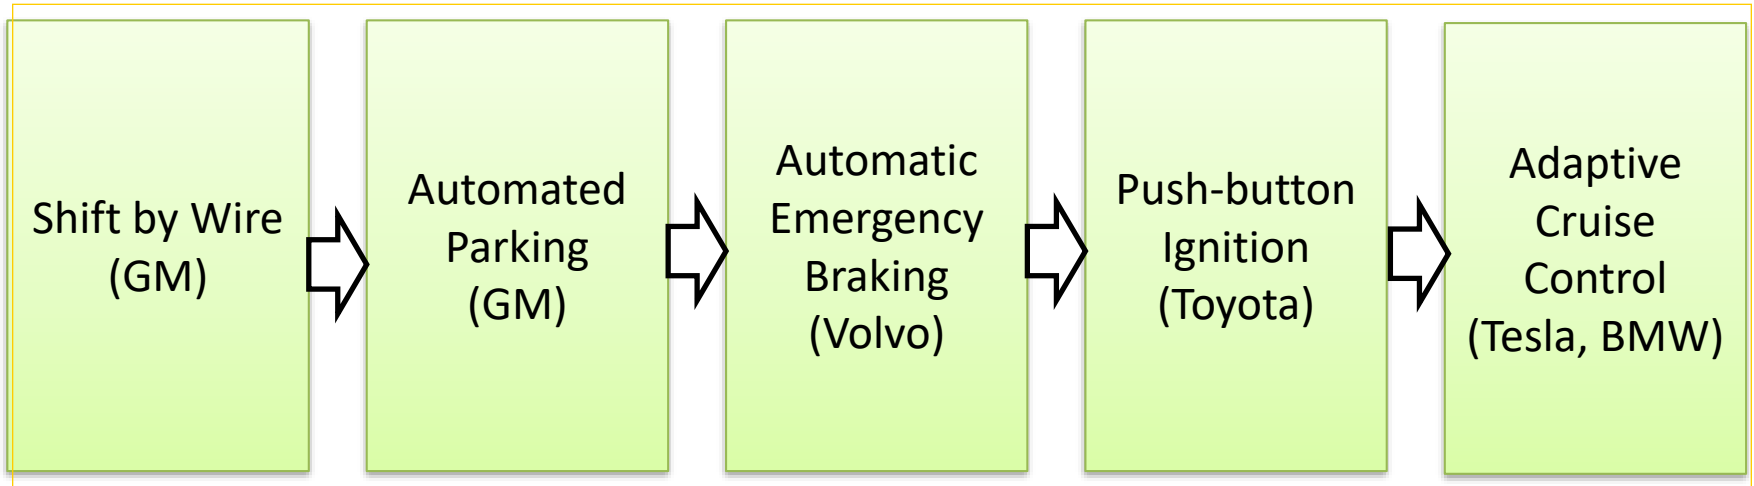 Shift by Wire
(GM)
Automated
Parking
(GM)
Automatic
Emergency
Braking
(Volvo)
Push-button
Ignition
(Toyota)
Adaptive
Cruise
Control
(Tesla, BMW)